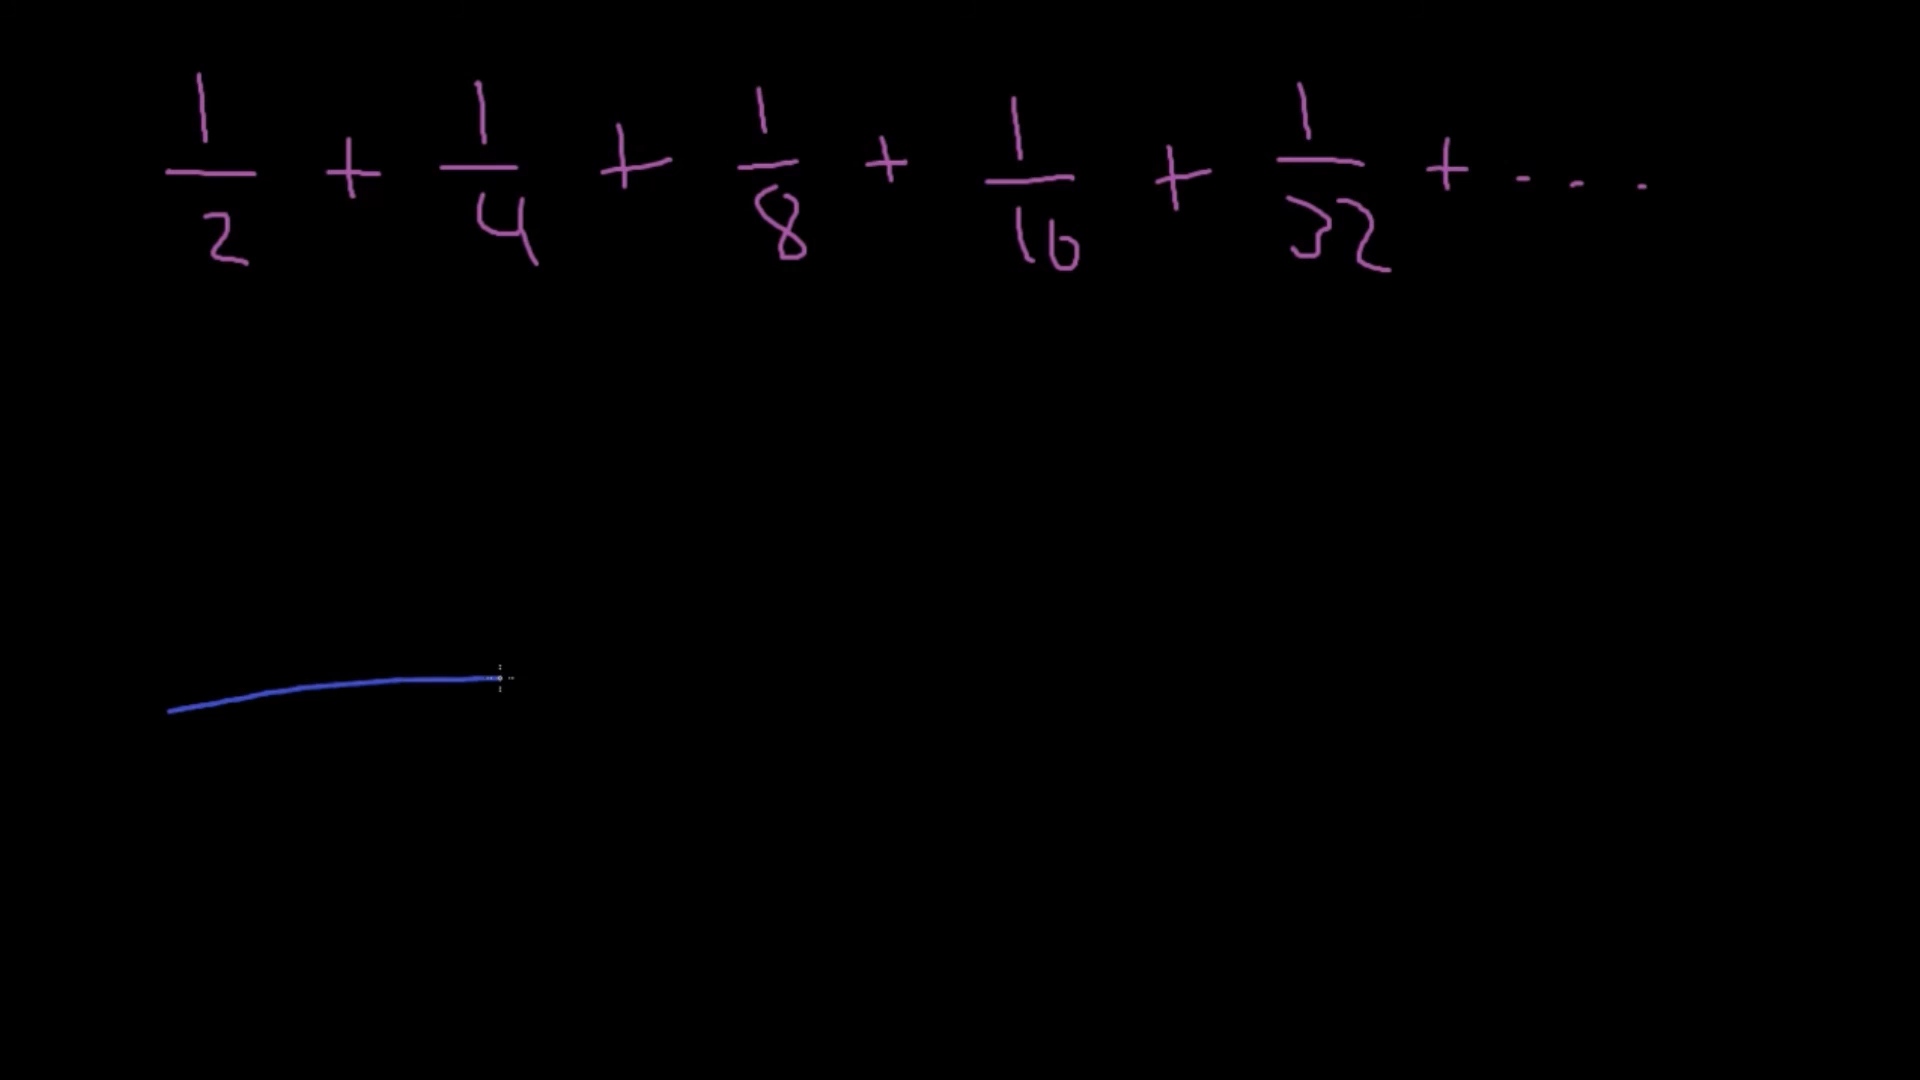 1/2 + 1/4 + 1/8 + 1/16 + 1/32 + ...